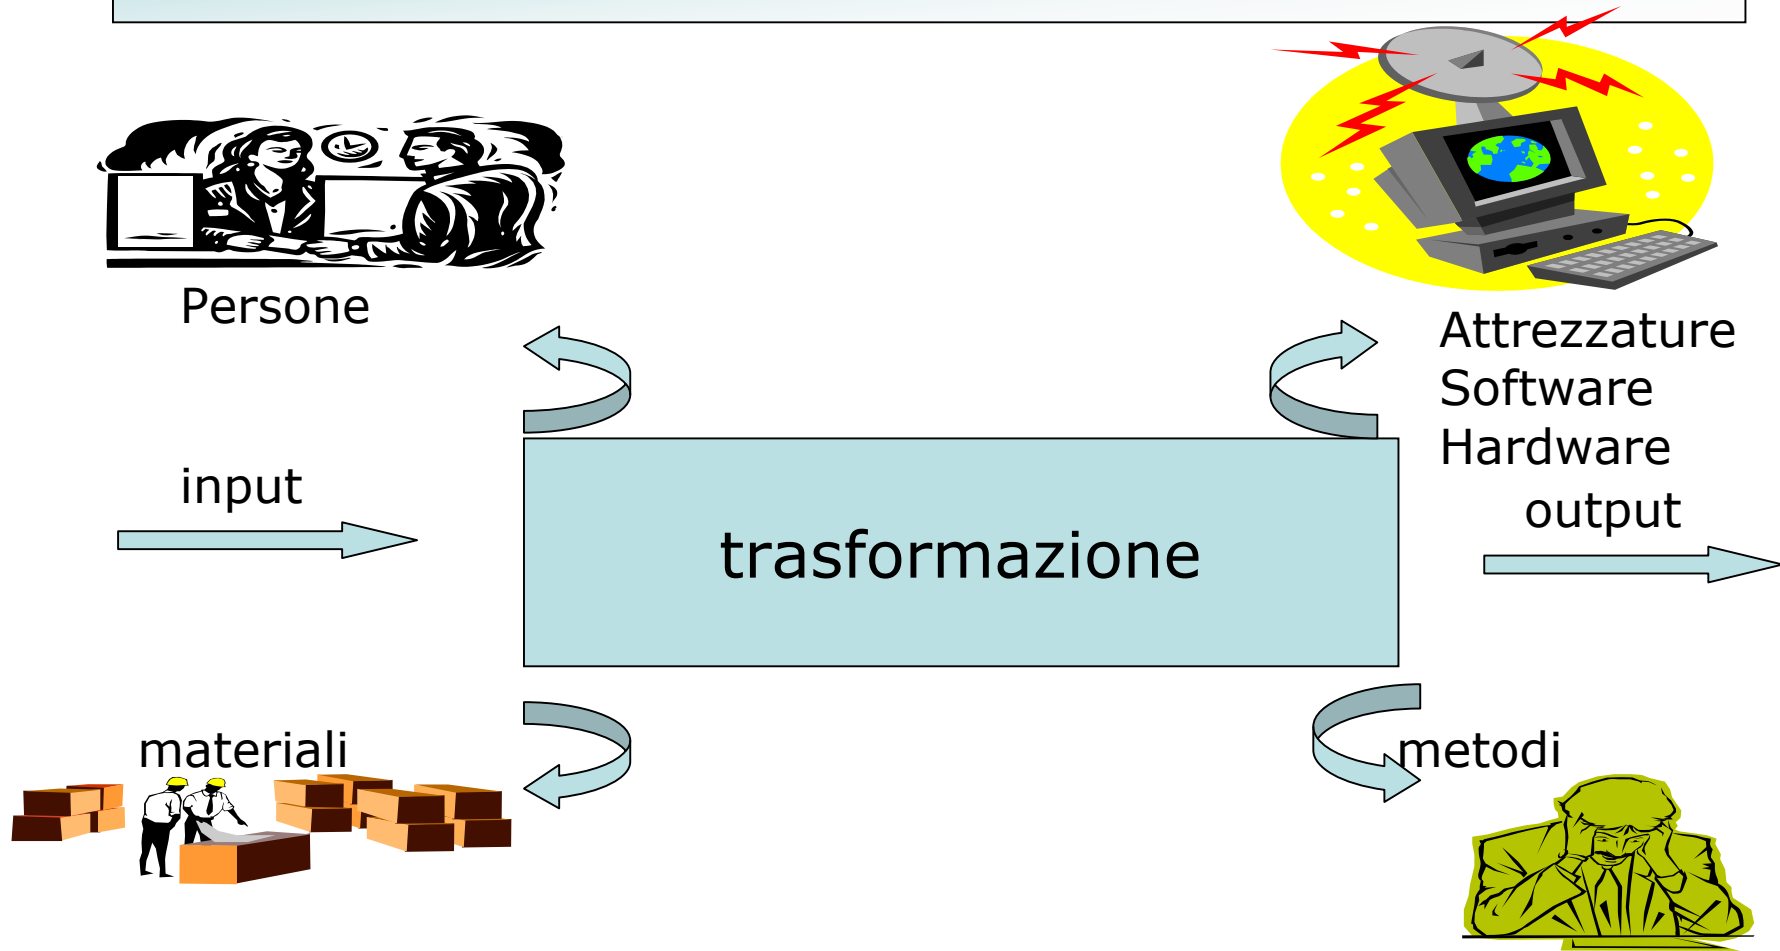 Persone
Attrezzature
Software
Hardware
input
output
trasformazione
materiali
metodi